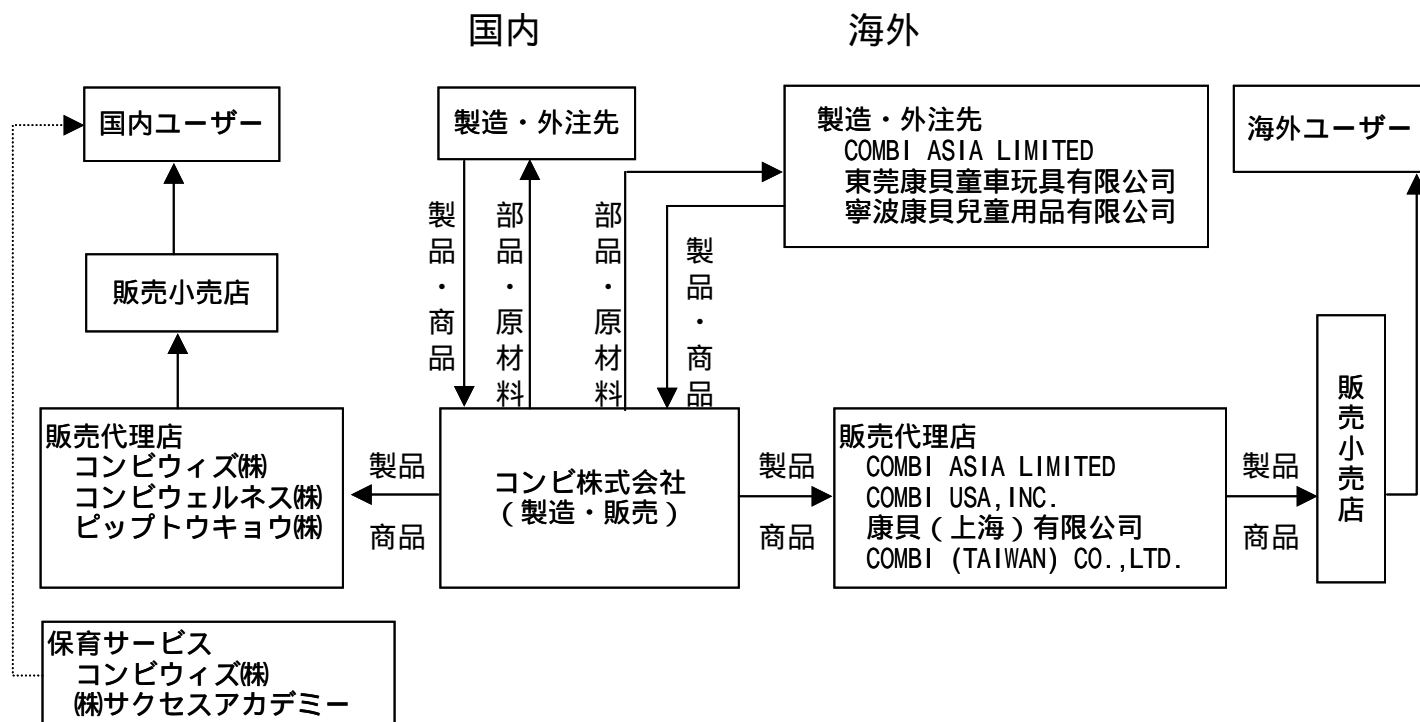 国内
海外
国内ユーザー
製造・外注先
製造・外注先
COMBI ASIA LIMITED
東莞康貝童車玩具有限公司
寧波康貝兒童用品有限公司
海外ユーザー
製品・商品
部品・原材料
部品・原材料
製品・商品
販売小売店
販売代理店
コンビウィズ㈱
コンビウェルネス㈱
ピップトウキョウ㈱
製品
商品
コンビ株式会社
(製造・販売)
製品
商品
販売代理店
COMBI ASIA LIMITED
COMBI USA,INC.
康貝(上海)有限公司
COMBI (TAIWAN) CO.,LTD.
製品
商品
販売小売店
保育サービス
コンビウィズ㈱
㈱サクセスアカデミー